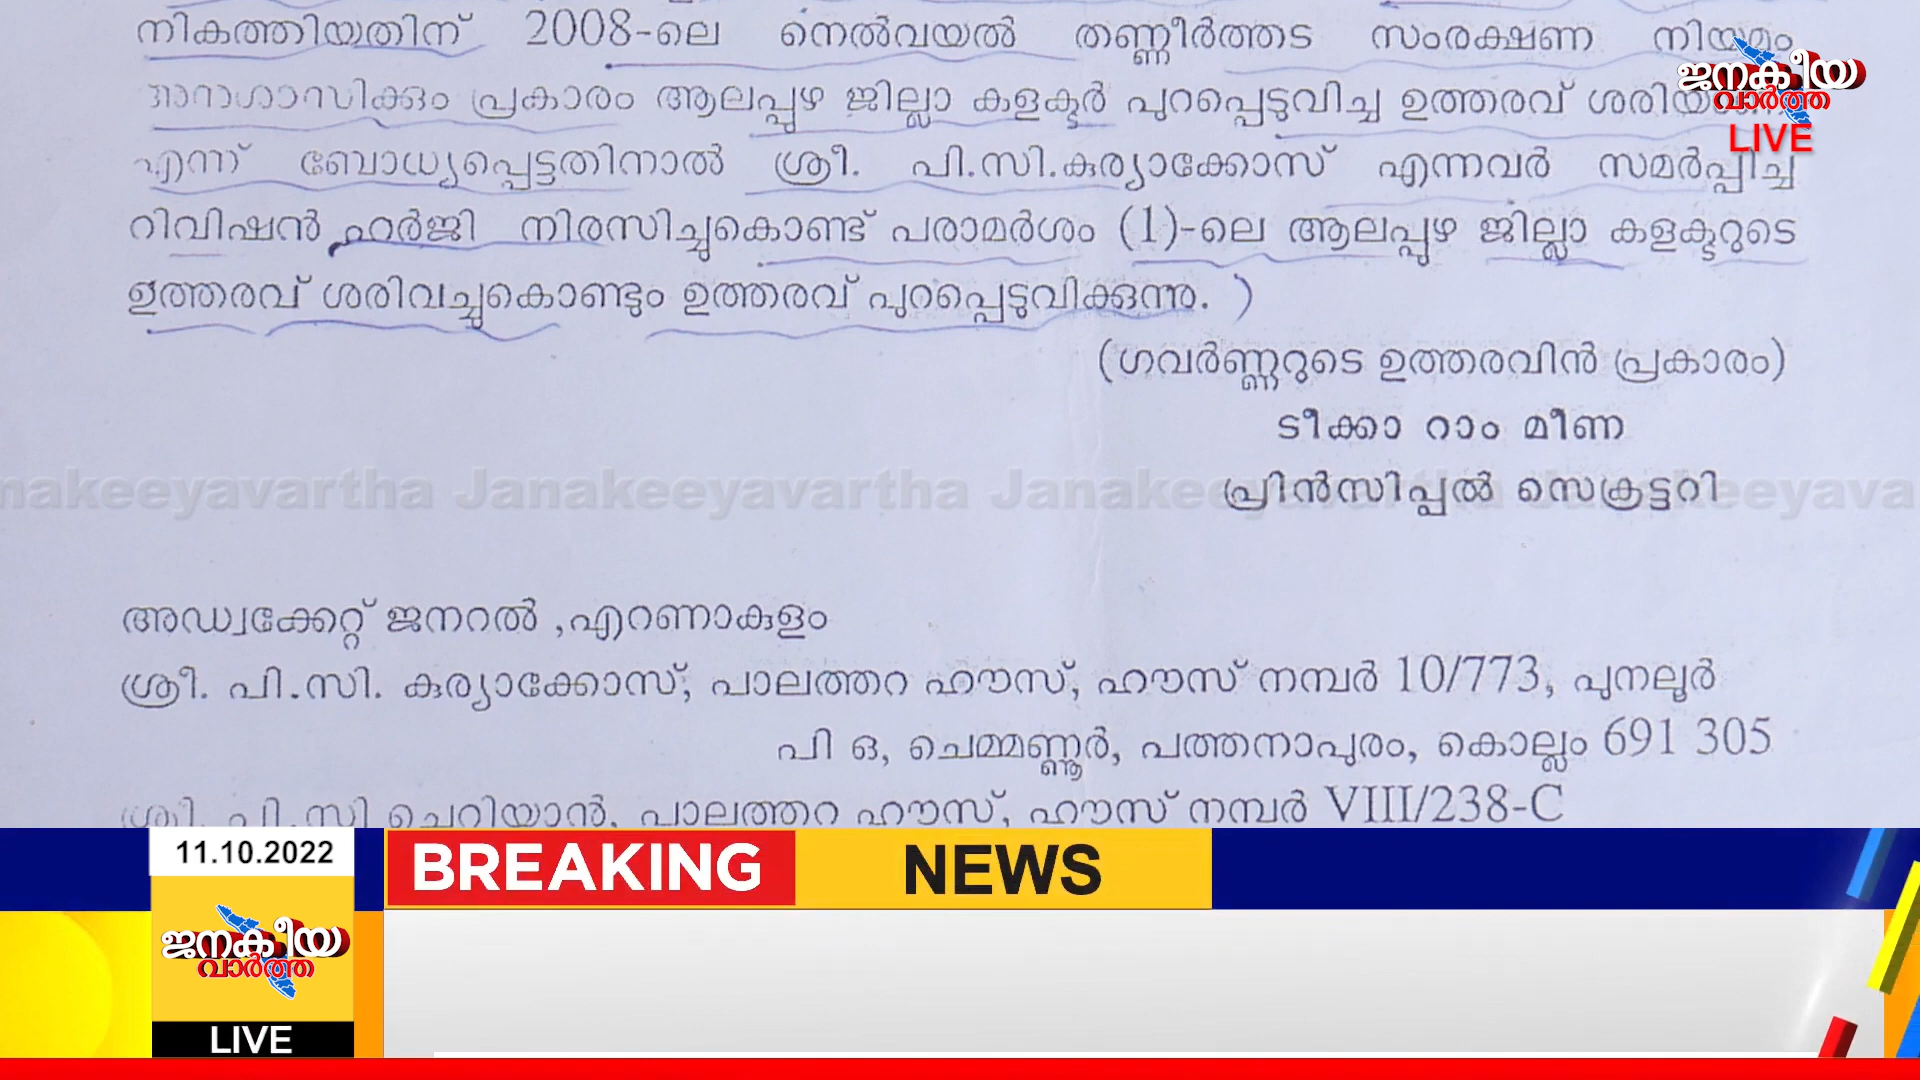 നികത്തിയതിന് 2008-ലെ നെൽവയൽ തണ്ണീർത്തട സംരക്ഷണ നിയമം
പ്രകാരം ആലപ്പുഴ ജില്ലാ കളക്ടർ പുറപ്പെടുവിച്ച ഉത്തരവ്
എന്ന് ബോധ്യപ്പെട്ടതിനാൽ ശ്രീ. പി.സി.കുര്യാക്കോസ് എന്നവർ സമർപ്പിച്ച
റിവിഷൻ ഹർജി നിരസിച്ചുകൊണ്ട് പരാമർശം (1)-ലെ ആലപ്പുഴ ജില്ലാ കളക്ടറുടെ
ഉത്തരവ് ശരിവച്ചുകൊണ്ടും ഉത്തരവ് പുറപ്പെടുവിക്കുന്നു. )
(ഗവർണ്ണറുടെ ഉത്തരവിൻ പ്രകാരം)
ടീക്കാ റാം മീണ
പ്രിൻസിപ്പൽ സെക്രട്ടറി
അഡ്വക്കേറ്റ് ജനറൽ ,എറണാകുളം
ശ്രീ. പി.സി. കുര്യാക്കോസ്, പാലത്തറ ഹൗസ്, ഹൗസ് നമ്പർ 10/773, പുനലൂർ
പി ഒ, ചെമ്മണ്ണൂർ, പത്തനാപുരം, കൊല്ലം 691 305
ശ്രീ. പി.സി ചെറിയാൻ, പാലത്തറ ഹൗസ്, ഹൗസ് നമ്പർ VIII/238-C
ജനകീയ
വാർത്ത
LIVE
nakeeyavartha Janakeeyavartha Janakeeyavartha Janakeeyava
11.10.2022
BREAKING NEWS
ജനകീയ
വാർത്ത
LIVE